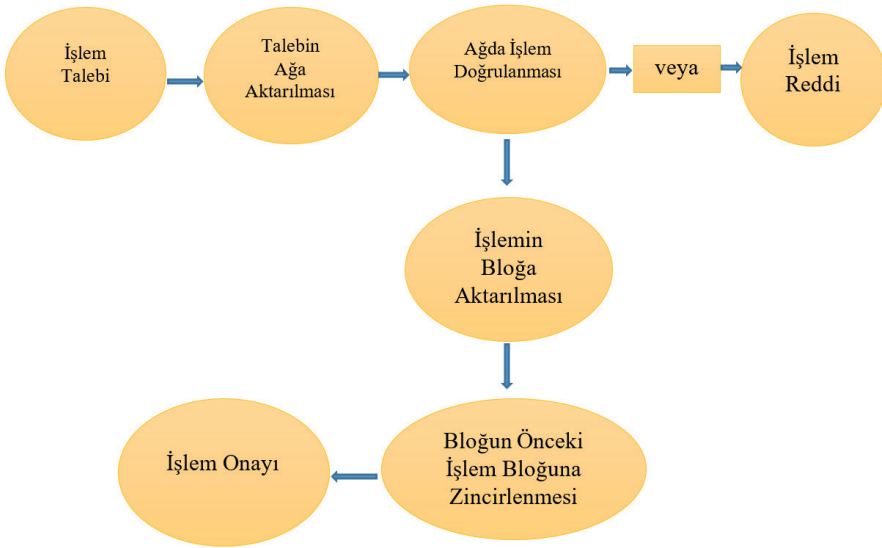 İşlem
Talebi
Talebin
Ağa
Aktarılması
Ağda İşlem
Doğrulanması
veya
İşlem
Reddi
İşlemin
Bloğa
Aktarılması
Bloğun Önceki
İşlem Bloğuna
Zincirlenmesi
İşlem Onayı